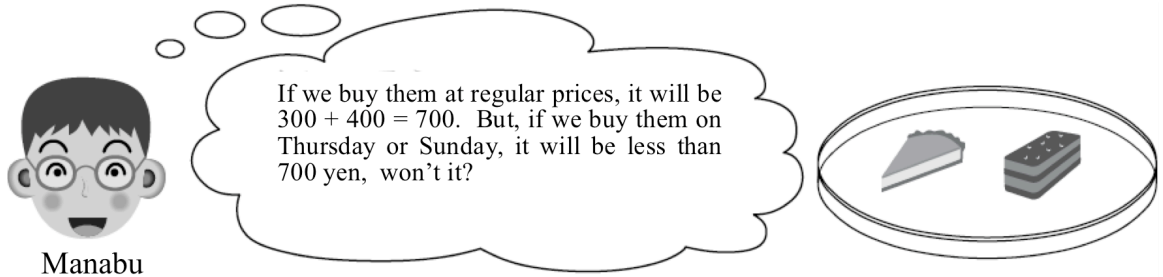 If we buy them at regular prices, it will be
300 + 400 = 700. But, if we buy them on
Thursday or Sunday, it will be less than
700 yen, won't it?
Manabu